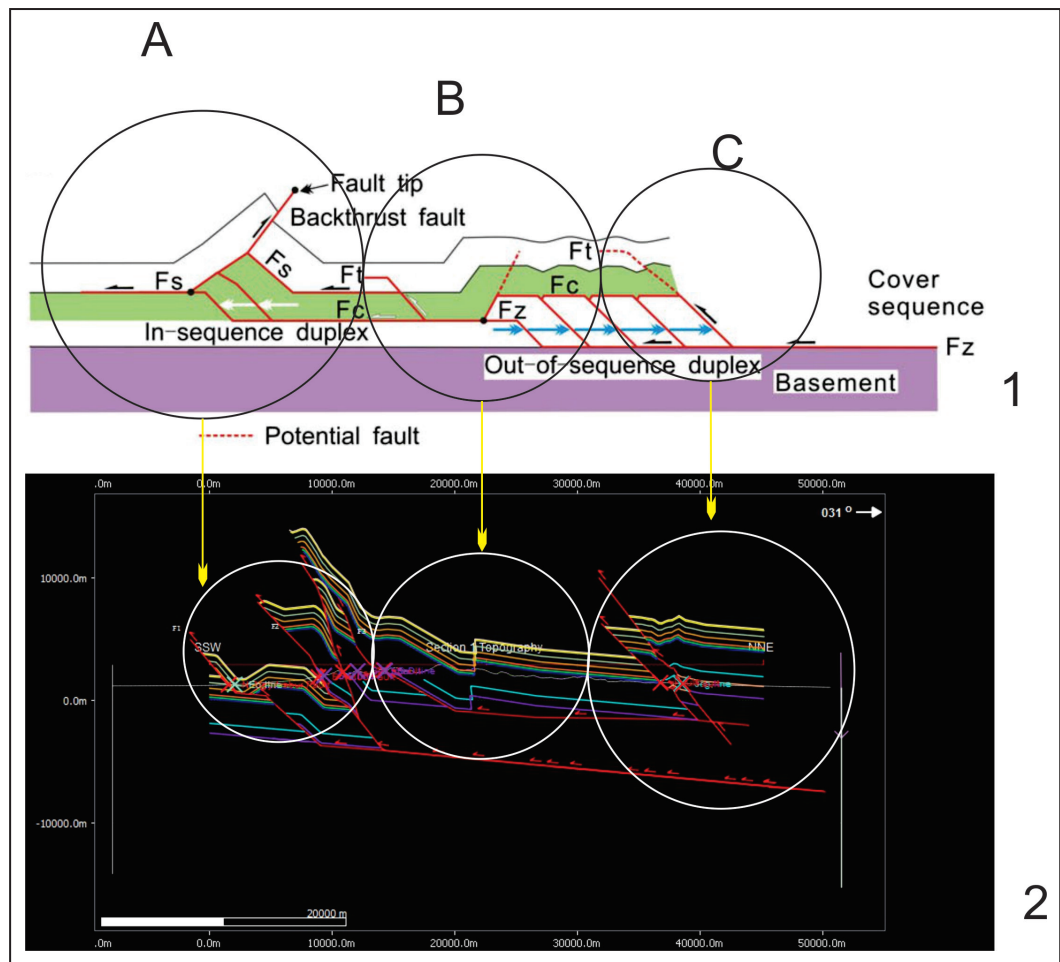 A
B
C
Fault tip
Backthrust fault
Fs
Fs
Ft
Ft
Fc
Fc
Fz
Cover
sequence
In-sequence duplex
Out-of-sequence duplex
Fz
Basement
1
Potential fault
.0m 0.0m 10000.0m 20000.0m 30000.0m 40000.0m 50000.0m
031 °
10000.0m
F1
F2
F3
SSW
Section 1 Topography
NNE
0.0m
-10000.0m
20000 m
2
.0m 0.0m 10000.0m 20000.0m 30000.0m 40000.0m 50000.0m